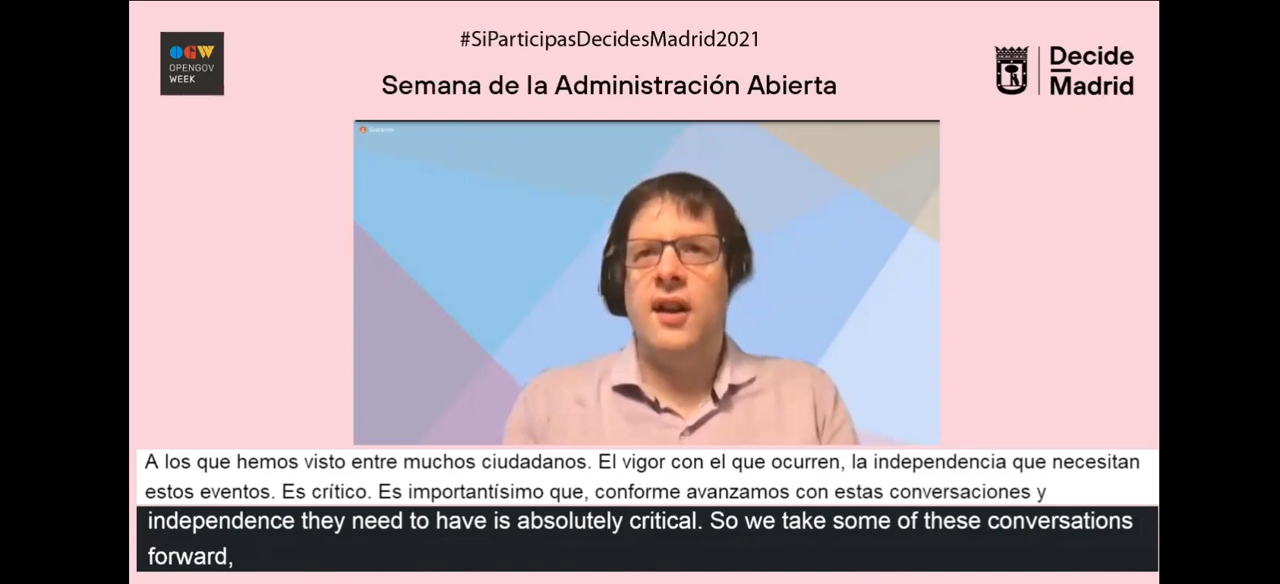 #SiParticipasDecidesMadrid2021
OGW
OPENGOV
WEEK
Semana de la Administración Abierta
Decide
Madrid
A los que hemos visto entre muchos ciudadanos. El vigor con el que ocurren, la independencia que necesitan
estos eventos. Es crítico. Es importantísimo que, conforme avanzamos con estas conversaciones y
independence they need to have is absolutely critical. So we take some of these conversations
forward,